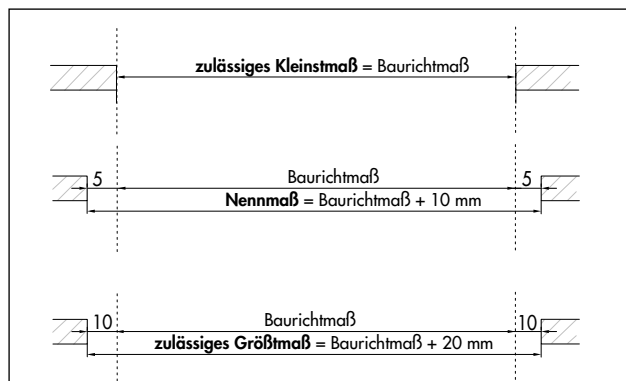 zulässiges Kleinstmaß = Baurichtmaß
5 Baurichtmaß 5
Nennmaß = Baurichtmaß + 10 mm
10 Baurichtmaß 10
zulässiges Größtmaß = Baurichtmaß + 20 mm